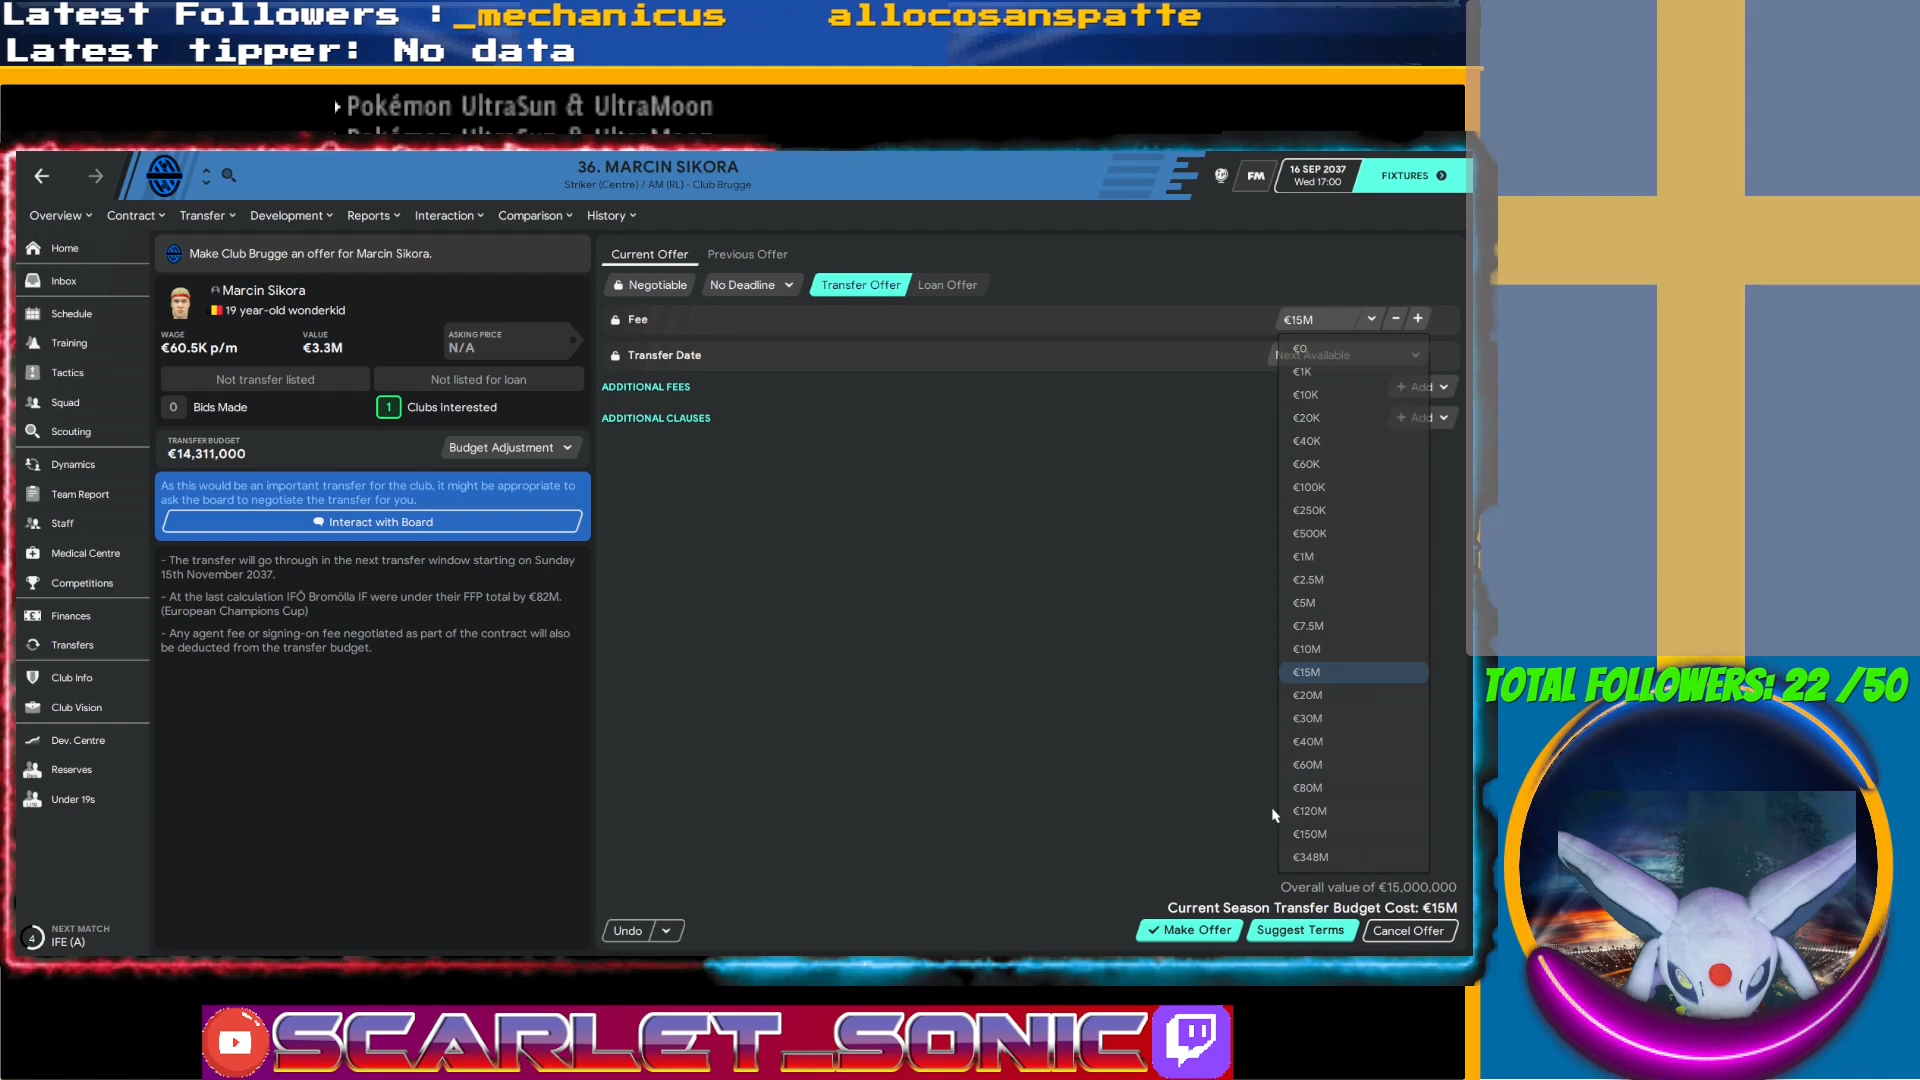 Latest Followers : _mechanicus allocosanspatte
Latest tipper: No data
Pokémon UltraSun & UltraMoon
Pokémon UltraSun & UltraMoon
36. MARCIN SIKORA
Striker (Centre) / AM (RL) - Club Brugge
FM
16 SEP 2037
Wed 17:00
FIXTURES
Overview
Contract
Transfer
Development
Reports
Interaction
Comparison
History
Home
Inbox
Schedule
Training
Tactics
Squad
Scouting
Dynamics
Team Report
Staff
Medical Centre
Competitions
Finances
Transfers
Club Info
Club Vision
Dev. Centre
Reserves
Under 19s
4
NEXT MATCH
IFE (A)
Make Club Brugge an offer for Marcin Sikora.
Marcin Sikora
19 year-old wonderkid
WAGE
€60.5K p/m
VALUE
€3.3M
ASKING PRICE
N/A
Not transfer listed
Not listed for loan
0 Bids Made
1 Clubs Interested
TRANSFER BUDGET
€14,311,000
Budget Adjustment
As this would be an important transfer for the club, it might be appropriate to
ask the board to negotiate the transfer for you.
Interact with Board
- The transfer will go through in the next transfer window starting on Sunday
15th November 2037.
- At the last calculation IFÖ Bromölla IF were under their FFP total by €82M.
(European Champions Cup)
- Any agent fee or signing-on fee negotiated as part of the contract will also
be deducted from the transfer budget.
Current Offer
Previous Offer
Negotiable
No Deadline
Transfer Offer
Loan Offer
Fee
€15M
- +
Transfer Date
Next Available
ADDITIONAL FEES
+ Add
ADDITIONAL CLAUSES
+ Add
€0
€1K
€10K
€20K
€40K
€60K
€100K
€250K
€500K
€1M
€2.5M
€5M
€7.5M
€10M
€15M
€20M
€30M
€40M
€60M
€80M
€120M
€150M
€348M
Overall value of €15,000,000
Current Season Transfer Budget Cost: €15M
Undo
Make Offer
Suggest Terms
Cancel Offer
TOTAL FOLLOWERS: 22 /50
SCARLET_SONIC